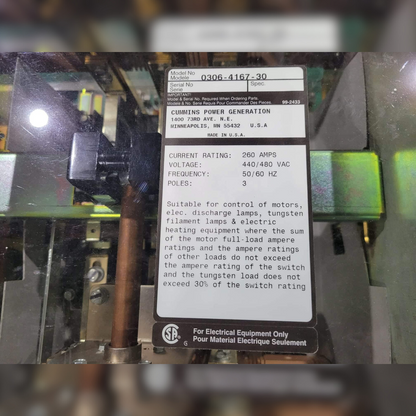 Model No
Modèle 0306-4167-30
Serial No Spec.
Série
IMPORTANT:
Model & Serial No. Required When Ordering Parts.
Modèle & No. Série Requis Pour Commander Des Pièces. 98-2433
CUMMINS POWER GENERATION
1400 73RD AVE. N.E.
MINNEAPOLIS, MN 55432 U.S.A
MADE IN U.S.A.
CURRENT RATING: 260 AMPS
VOLTAGE: 440/480 VAC
FREQUENCY: 50/60 HZ
POLES: 3
Suitable for control of motors,
elec. discharge lamps, tungsten
filament lamps & electric
heating equipment where the sum
of the motor full-load ampere
ratings and the ampere ratings
of other loads do not exceed
the ampere rating of the switch
and the tungsten load does not
exceed 30% of the switch rating
SA 6
For Electrical Equipment Only
Pour Material Electrique Seulement